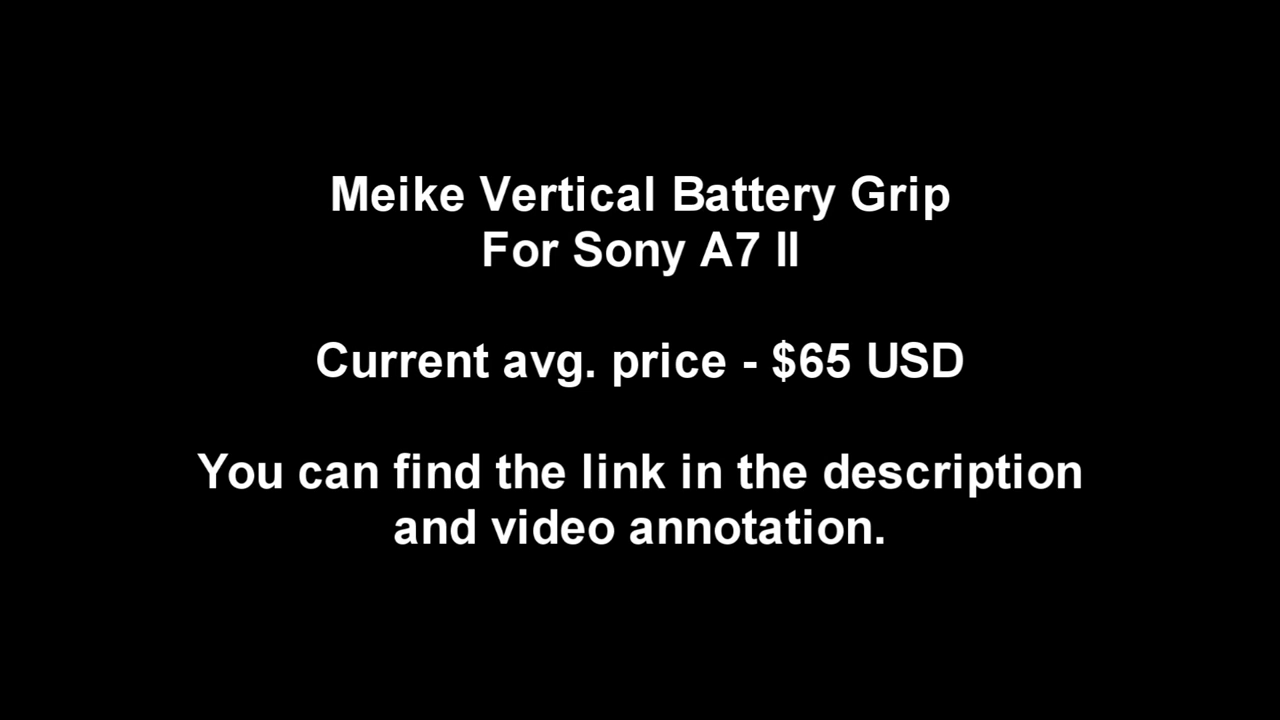 Meike Vertical Battery Grip
For Sony A7 II
Current avg. price - $65 USD
You can find the link in the description
and video annotation.